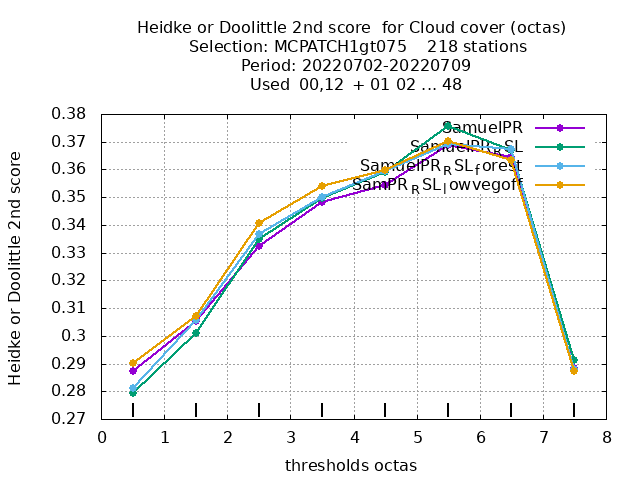 Heidke or Doolittle 2nd score  for Cloud cover (octas)
Selection: MCPATCH1gt075    218 stations
Period: 20220702-20220709
Used  00,12  + 01 02 ... 48
Heidke or Doolittle 2nd score
0.38
0.37
0.36
0.35
0.34
0.33
0.32
0.31
0.3
0.29
0.28
0.27
SamuelPR
SamuelPR_RSL
SamuelPR_RSL_forest
SamPR_RSL_lowvegoff
0 1 2 3 4 5 6 7 8
thresholds octas